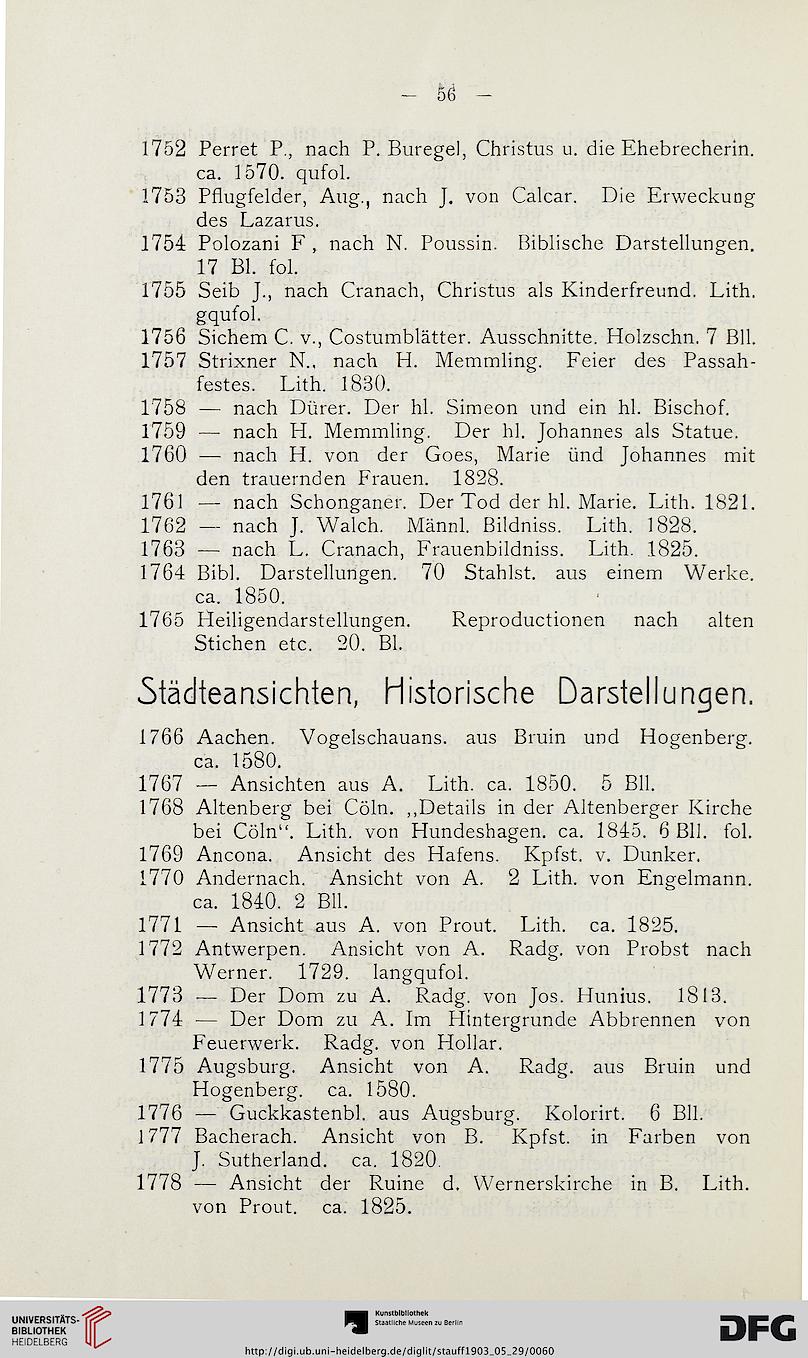 — 56 —
1752 Perret P., nach P. Buregel, Christus u. die Ehebrecherin.
ca. 1570. qufol.
1753 Pflugfelder, Aug., nach J. von Calcar. Die Erweckung
des Lazarus.
1754 Polozani F , nach N. Poussin. Biblische Darstellungen.
17 Bl. fol.
1755 Seib J., nach Cranach, Christus als Kinderfreund. Lith.
gqufol.
1756 Sichem C. v., Costumblätter. Ausschnitte. Holzschn. 7 Bll.
1757 Strixner N., nach H. Memmling. Feier des Passah-
festes. Lith. 1830.
1758 — nach Dürer. Der hl. Simeon und ein hl. Bischof.
1759 — nach H. Memmling. Der hl. Johannes als Statue.
1760 — nach H. von der Goes, Marie ünd Johannes mit
den trauernden Frauen. 1828.
1761 — nach Schonganer. Der Tod der hl. Marie. Lith. 1821.
1762 — nach J. Walch. Männl. Bildniss. Lith. 1828.
1763 — nach L. Cranach, Frauenbildniss. Lith. 1825.
1764 Bibl. Darstellungen. 70 Stahlst. aus einem Werke.
ca. 1850.
1765 Heiligendarstellungen. Reproductionen nach alten
Stichen etc. 20. Bl.
Städteansichten, Historische Darstellungen.
1766 Aachen. Vogelschauans. aus Bruin und Hogenberg.
ca. 1580.
1767 — Ansichten aus A. Lith. ca. 1850. 5 Bll.
1768 Altenberg bei Cöln. ,,Details in der Altenberger Kirche
bei Cöln“. Lith. von Hundeshagen. ca. 1845. 6 Bll. fol.
1769 Ancona. Ansicht des Hafens. Kpfst. v. Dunker.
1770 Andernach. Ansicht von A. 2 Lith. von Engelmann.
ca. 1840. 2 Bll.
1771 — Ansicht aus A. von Prout. Lith. ca. 1825.
1772 Antwerpen. Ansicht von A. Radg. von Probst nach
Werner. 1729. langqufol.
1773 — Der Dom zu A. Radg. von Jos. Hunius. 1813.
1774 — Der Dom zu A. Im Hintergrunde Abbrennen von
Feuerwerk. Radg. von Hollar.
1775 Augsburg. Ansicht von A. Radg. aus Bruin und
Hogenberg. ca. 1580.
1776 — Guckkastenbl. aus Augsburg. Kolorirt. 6 Bll.
1777 Bacherach. Ansicht von B. Kpfst. in Farben von
J. Sutherland. ca. 1820.
1778 — Ansicht der Ruine d. Wernerskirche in B. Lith.
von Prout. ca. 1825.
UNIVERSITÄTS-
BIBLIOTHEK
HEIDELBERG
Kunstbibliothek
Staatliche Museen zu Berlin
DFG
http://digi.ub.uni-heidelberg.de/diglit/stauff1903_05_29/0060